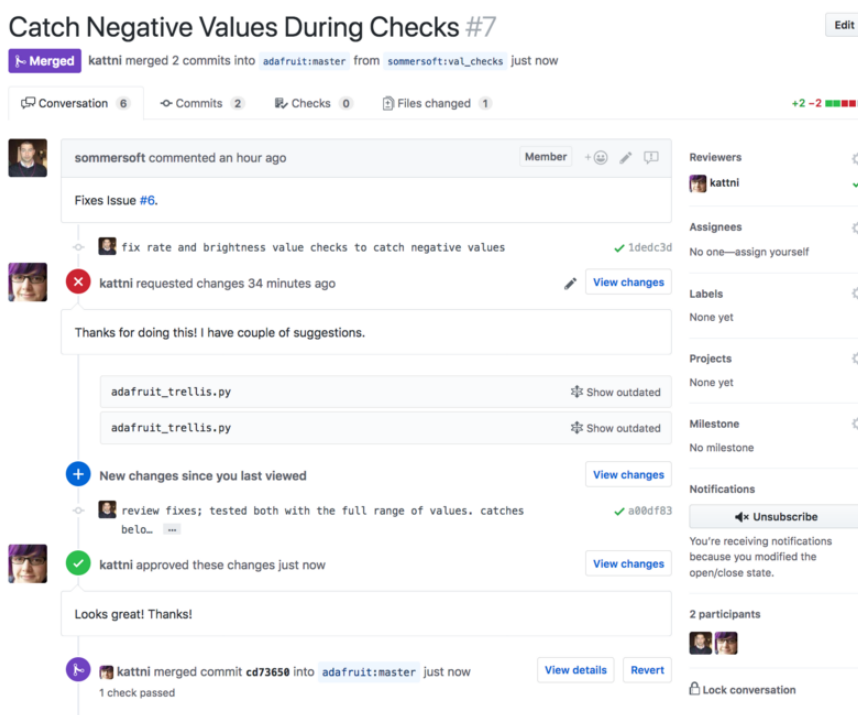 Catch Negative Values During Checks #7
Edit
Merged kattni merged 2 commits into adafruit:master from sommersoft:val_checks just now
Conversation 6 Commits 2 Checks 0 Files changed 1 +2 −2
sommersoft commented an hour ago Member
Fixes Issue #6.
fix rate and brightness value checks to catch negative values 1dedc3d
kattni requested changes 34 minutes ago View changes
Thanks for doing this! I have couple of suggestions.
adafruit_trellis.py Show outdated
adafruit_trellis.py Show outdated
New changes since you last viewed View changes
review fixes; tested both with the full range of values. catches a00df83
belo… …
kattni approved these changes just now View changes
Looks great! Thanks!
kattni merged commit cd73650 into adafruit:master just now View details Revert
1 check passed
Reviewers
kattni
Assignees
No one—assign yourself
Labels
None yet
Projects
None yet
Milestone
No milestone
Notifications
Unsubscribe
You're receiving notifications
because you modified the
open/close state.
2 participants
Lock conversation